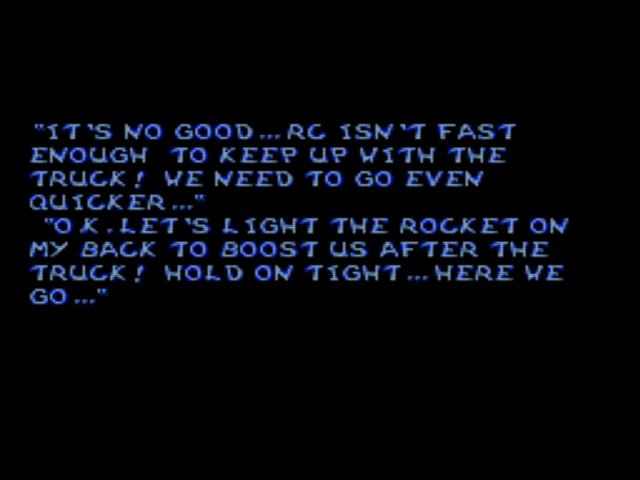 "IT'S NO GOOD...RC ISN'T FAST
ENOUGH TO KEEP UP WITH THE
TRUCK! WE NEED TO GO EVEN
QUICKER..."
"O K.LET'S LIGHT THE ROCKET ON
MY BACK TO BOOST US AFTER THE
TRUCK! HOLD ON TIGHT...HERE WE
GO..."